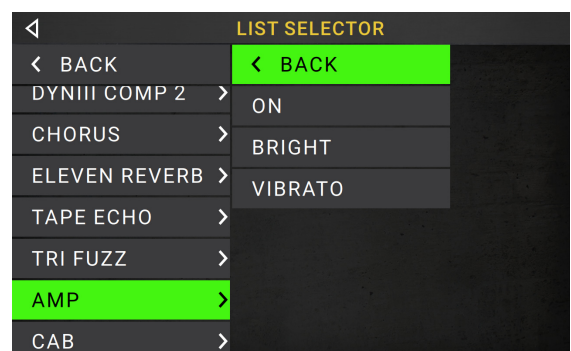 LIST SELECTOR
BACK
DYNIII COMP 2
CHORUS
ELEVEN REVERB
TAPE ECHO
TRI FUZZ
AMP
CAB
BACK
ON
BRIGHT
VIBRATO